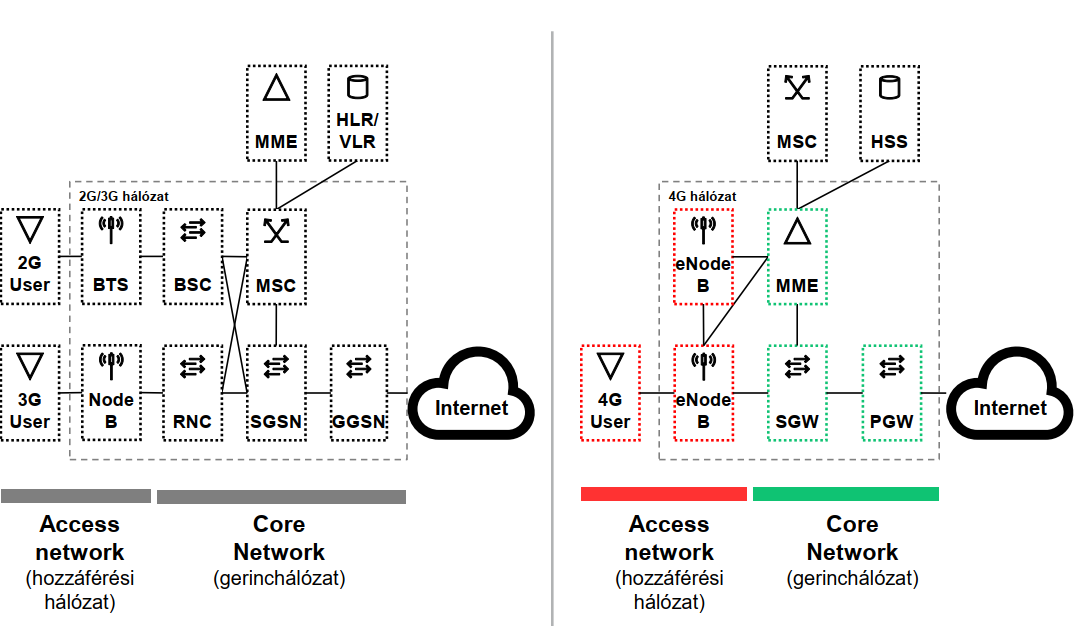 MME
HLR/
VLR
2G/3G hálózat
2G
User
BTS
BSC
MSC
3G
User
Node
B
RNC
SGSN
GGSN
Internet
Access
network
(hozzáférési
hálózat)
Core
Network
(gerinchálózat)
MSC
HSS
4G hálózat
eNode
B
MME
4G
User
eNode
B
SGW
PGW
Internet
Access
network
(hozzáférési
hálózat)
Core
Network
(gerinchálózat)